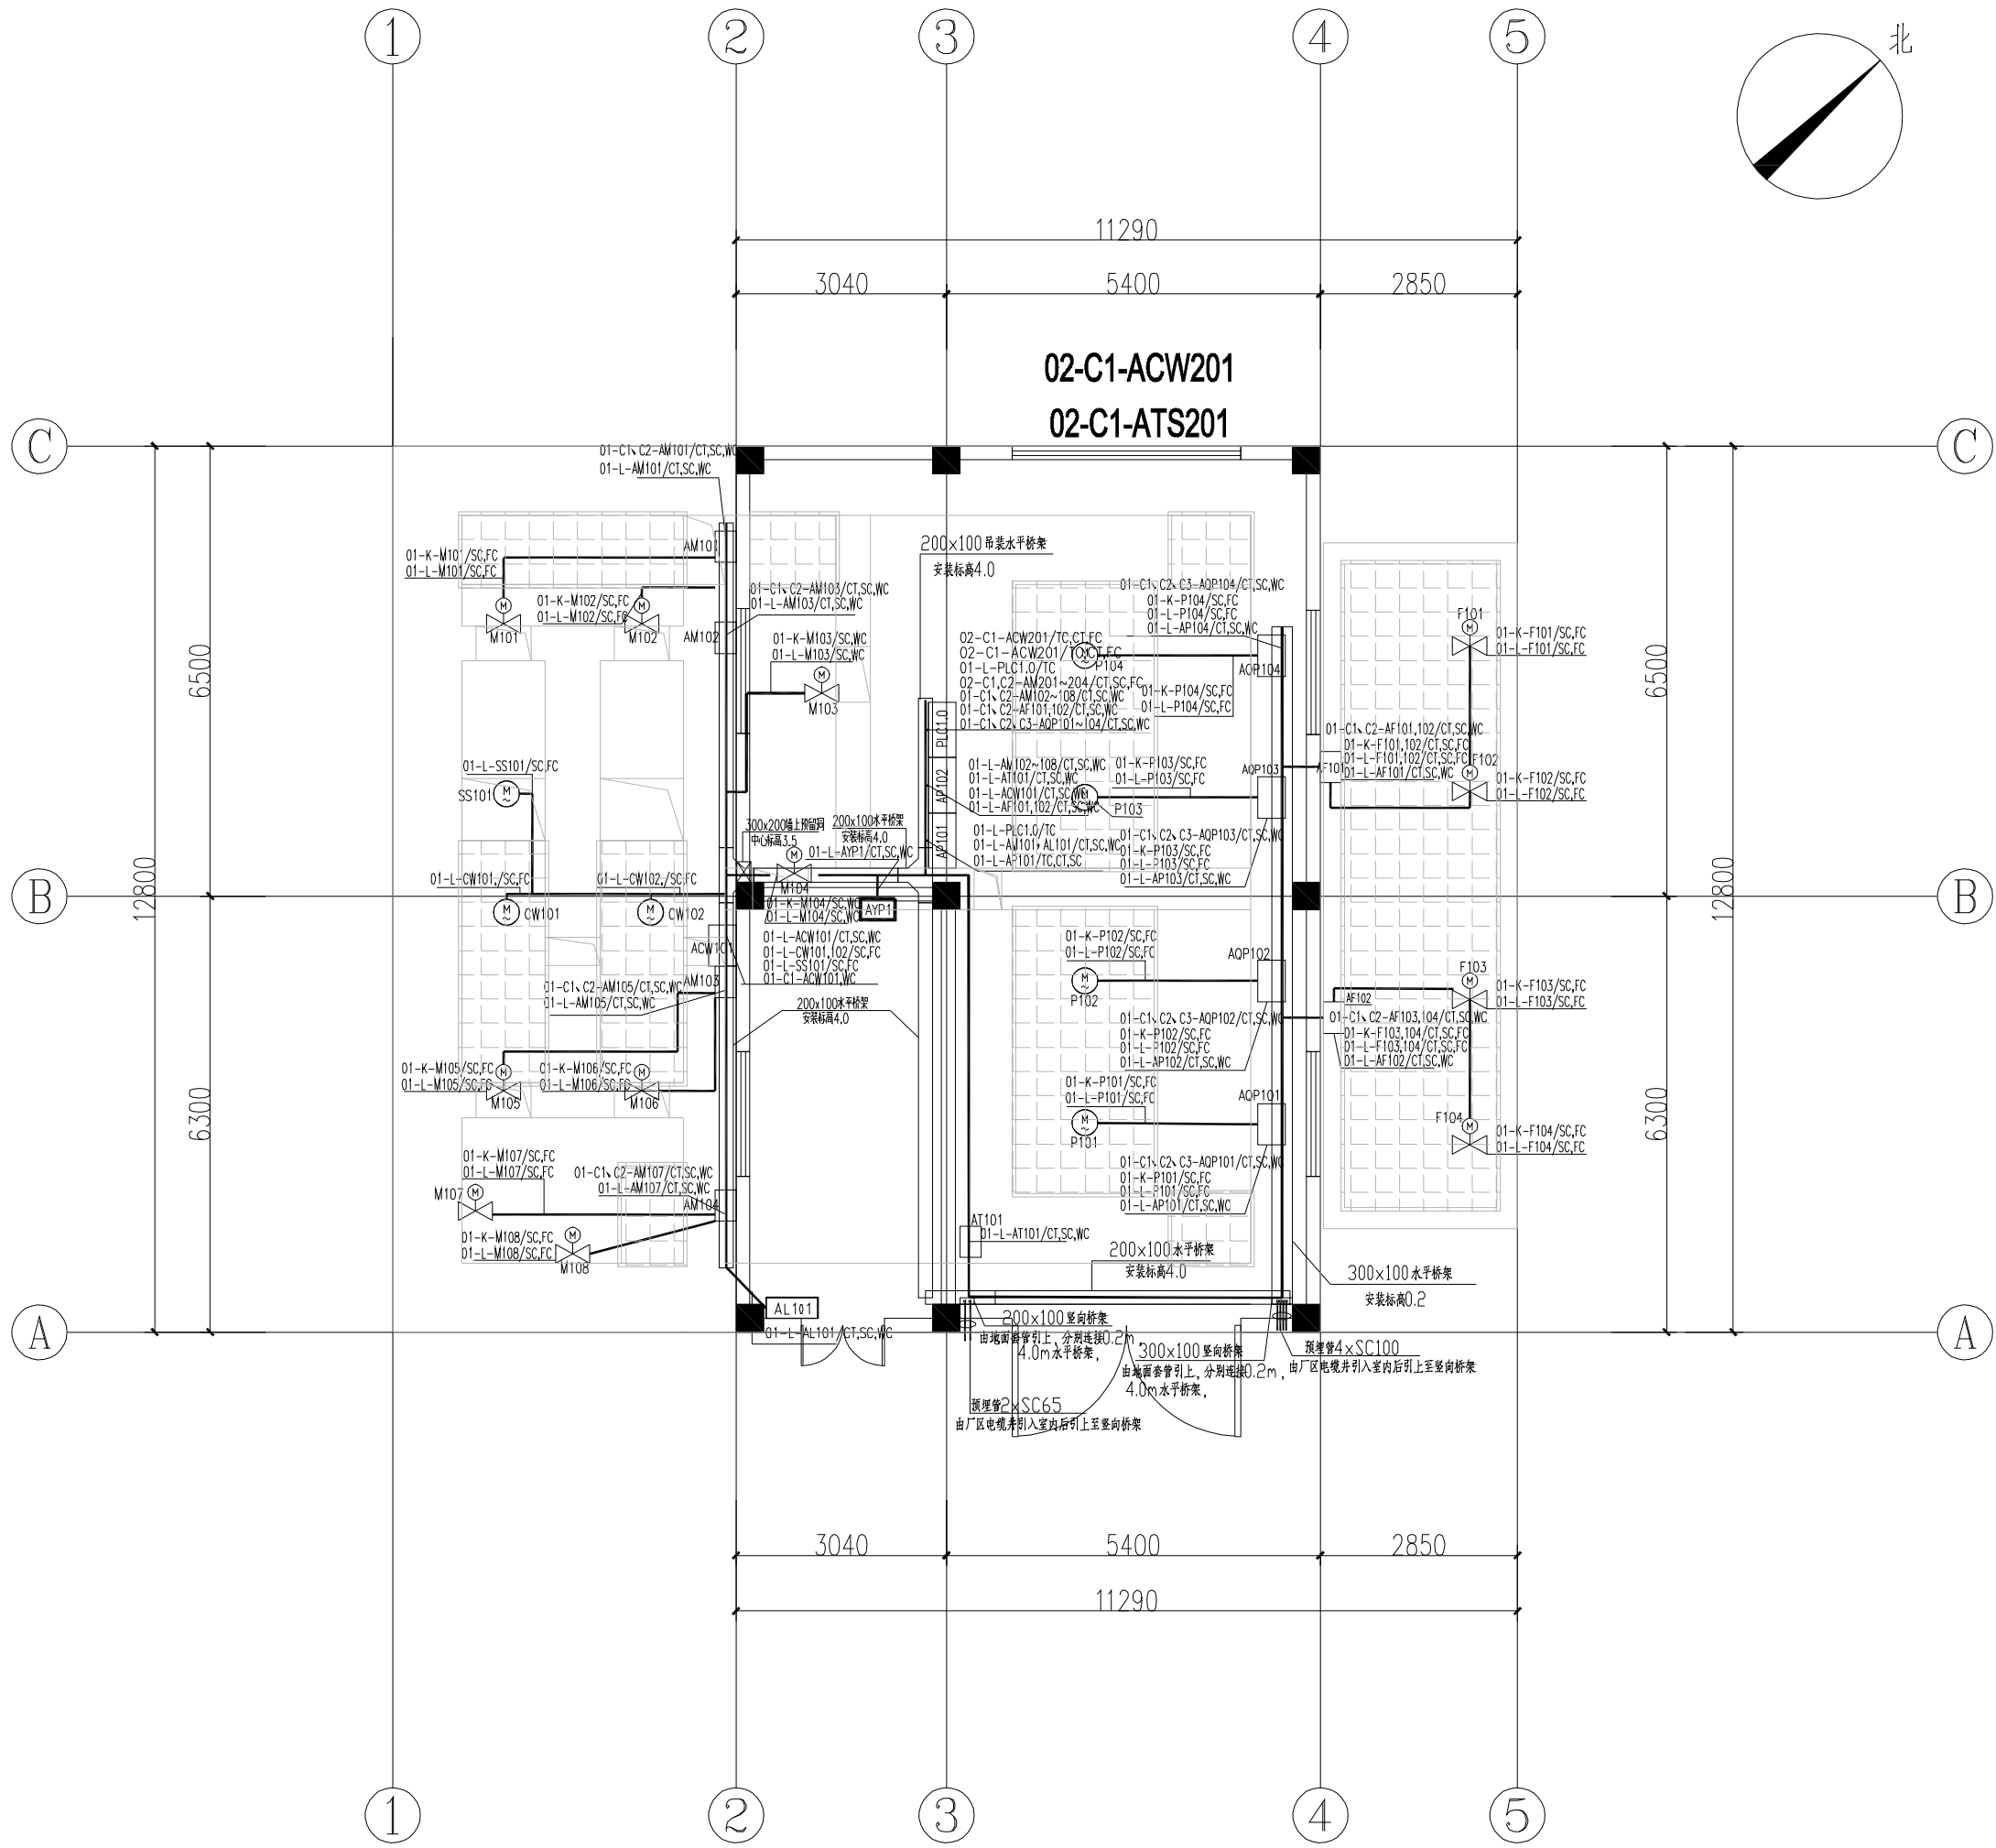 1
2
3
4
5
北
11290
3040
5400
2850
02-C1-ACW201
02-C1-ATS201
C
C
01-C1、C2-AM101/CT,SC,WC
01-L-AM101/CT,SC,WC
AM101
01-K-M101/SC,FC
01-L-M101/SC,FC
M
M101
01-K-M102/SC,FC
01-L-M102/SC,FC
M
M102
AM102
01-C1、C2-AM103/CT,SC,WC
01-L-AM103/CT,SC,WC
01-K-M103/SC,WC
01-L-M103/SC,WC
M
M103
200x100吊装水平桥架
安装标高4.0
01-C1、C2、C3-AQP104/CT,SC,WC
01-K-P104/SC,FC
01-L-P104/SC,FC
01-L-AP104/CT,SC,WC
02-C1-ACW201/TC,CT,FC
02-C1-ACW201/TC,CT,FC
01-L-PLC1.0/TC
02-C1,C2-AM201~204/CT,SC,FC
01-C1、C2-AM102~108/CT,SC,WC
01-C1、C2-AF101,102/CT,SC,WC
01-C1、C2、C3-AQP101~104/CT,SC,WC
P104
AQP104
01-K-P104/SC,FC
01-L-P104/SC,FC
PLC1.0
AP102
AP101
F101
M
01-K-F101/SC,FC
01-L-F101/SC,FC
01-C1、C2-AF101,102/CT,SC,WC
01-K-F101,102/CT,SC,FC
01-L-F101,102/CT,SC,FC
01-L-AF101/CT,SC,WC
AF101
F102
M
01-K-F102/SC,FC
01-L-F102/SC,FC
6500
6500
12800
12800
01-L-SS101/SC,FC
SS101
M
~
01-L-AM102~108/CT,SC,WC
01-L-AT101/CT,SC,WC
01-L-ACW101/CT,SC,WC
01-L-AF101,102/CT,SC,WC
01-K-P103/SC,FC
01-L-P103/SC,FC
P103
AQP103
300x200墙上预留洞
中心标高3.5
200x100水平桥架
安装标高4.0
01-L-AYP1/CT,SC,WC
M
M104
01-L-PLC1.0/TC
01-L-AM101，AL101/CT,SC,WC
01-L-AP101/TC,CT,SC
01-C1、C2、C3-AQP103/CT,SC,WC
01-K-P103/SC,FC
01-L-P103/SC,FC
01-L-AP103/CT,SC,WC
B
B
01-L-CW101,/SC,FC
M
~
CW101
01-L-CW102,/SC,FC
M
~
CW102
01-K-M104/SC,WC
01-L-M104/SC,WC
AYP1
ACW101
01-L-ACW101/CT,SC,WC
01-L-CW101,102/SC,FC
01-L-SS101/SC,FC
01-C1-ACW101,WC
AM103
01-C1、C2-AM105/CT,SC,WC
01-L-AM105/CT,SC,WC
200x100水平桥架
安装标高4.0
01-K-P102/SC,FC
01-L-P102/SC,FC
M
~
P102
AQP102
01-C1、C2、C3-AQP102/CT,SC,WC
01-K-P102/SC,FC
01-L-P102/SC,FC
01-L-AP102/CT,SC,WC
F103
M
01-K-F103/SC,FC
01-L-F103/SC,FC
AF102
01-C1、C2-AF103,104/CT,SC,WC
01-K-F103,104/CT,SC,FC
01-L-F103,104/CT,SC,FC
01-L-AF102/CT,SC,WC
01-K-M105/SC,FC
01-L-M105/SC,FC
M
M105
01-K-M106/SC,FC
01-L-M106/SC,FC
M
M106
01-K-P101/SC,FC
01-L-P101/SC,FC
M
~
P101
AQP101
01-C1、C2、C3-AQP101/CT,SC,WC
01-K-P101/SC,FC
01-L-P101/SC,FC
01-L-AP101/CT,SC,WC
F104
M
01-K-F104/SC,FC
01-L-F104/SC,FC
6300
6300
01-K-M107/SC,FC
01-L-M107/SC,FC
M107
M
01-C1、C2-AM107/CT,SC,WC
01-L-AM107/CT,SC,WC
AM104
01-K-M108/SC,FC
01-L-M108/SC,FC
M
M108
AT101
01-L-AT101/CT,SC,WC
200x100水平桥架
安装标高4.0
300x100水平桥架
安装标高0.2
AL101
01-L-AL101/CT,SC,WC
A
A
200x100竖向桥架
由地面套管引上，分别连接0.2m，
4.0m水平桥架，
300x100竖向桥架
由地面套管引上，分别连接0.2m，
4.0m水平桥架，
预埋管4xSC100
由厂区电缆井引入室内后引上至竖向桥架
预埋管2xSC65
由厂区电缆井引入室内后引上至竖向桥架
3040
5400
2850
11290
1
2
3
4
5